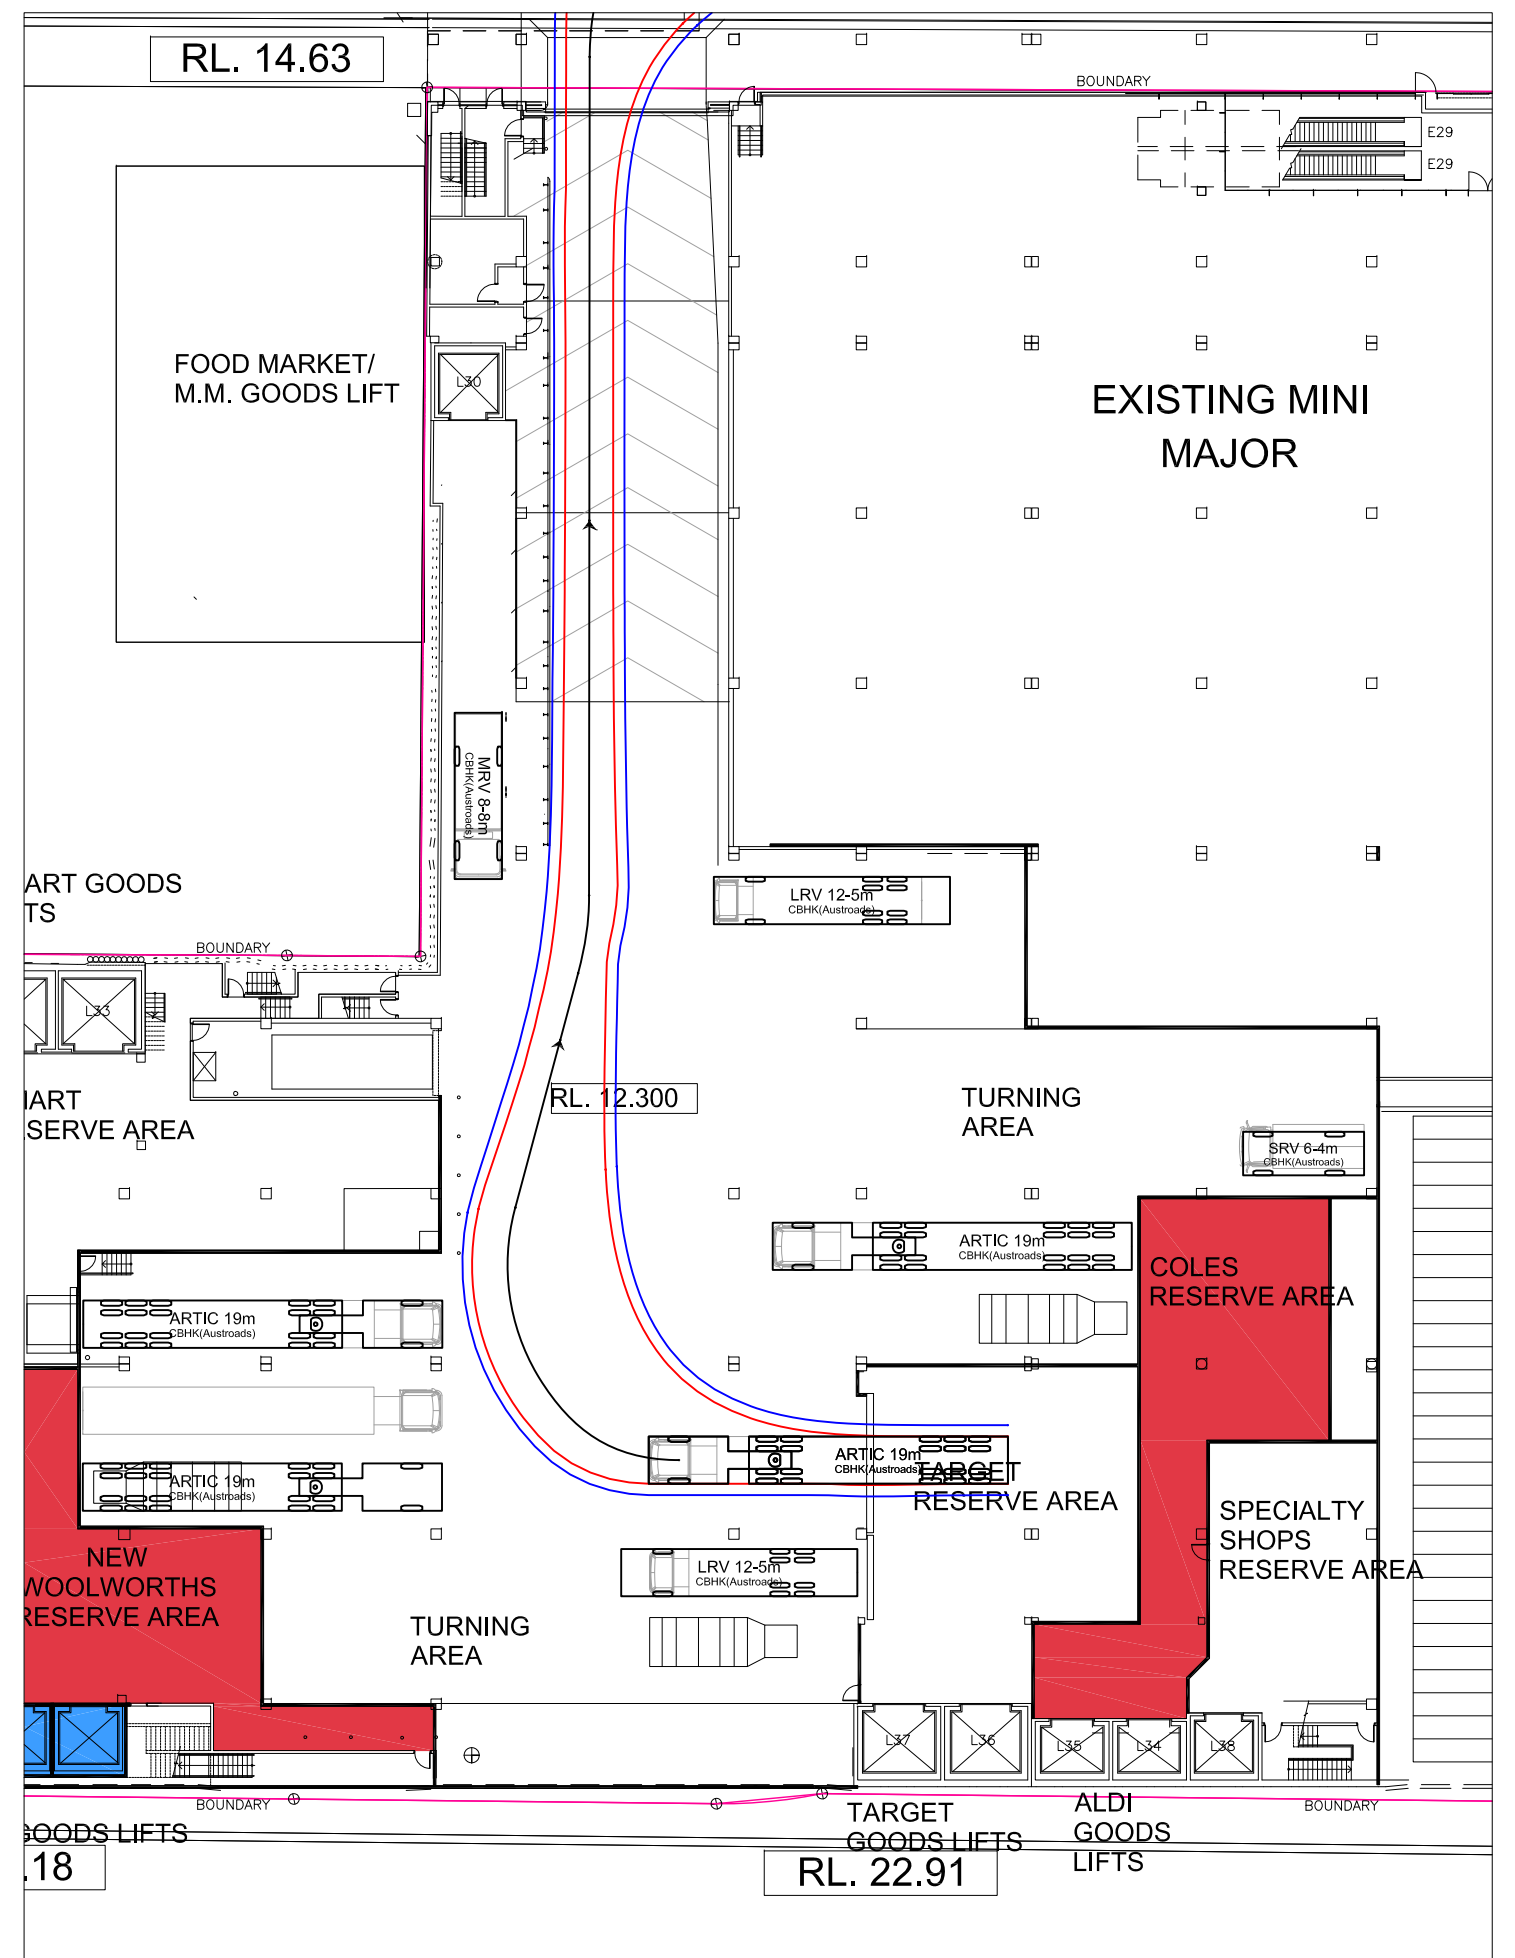 RL. 14.63
BOUNDARY
E29
E29
FOOD MARKET/
M.M. GOODS LIFT
L30
EXISTING MINI
MAJOR
MRV 8-8m
CBHK(Austroads)
ART GOODS
TS
LRV 12-5m
CBHK(Austroads)
BOUNDARY
L33
RL. 12.300
TURNING
AREA
IART
SERVE AREA
SRV 6-4m
CBHK(Austroads)
ARTIC 19m
CBHK(Austroads)
COLES
RESERVE AREA
ARTIC 19m
CBHK(Austroads)
ARTIC 19m
CBHK(Austroads)
TARGET
RESERVE AREA
ARTIC 19m
CBHK(Austroads)
SPECIALTY
SHOPS
RESERVE AREA
NEW
WOOLWORTHS
RESERVE AREA
LRV 12-5m
CBHK(Austroads)
TURNING
AREA
L37
L36
L35
L34
L38
BOUNDARY
BOUNDARY
TARGET
GOODS LIFTS
ALDI
GOODS
LIFTS
GOODS LIFTS
.18
RL. 22.91